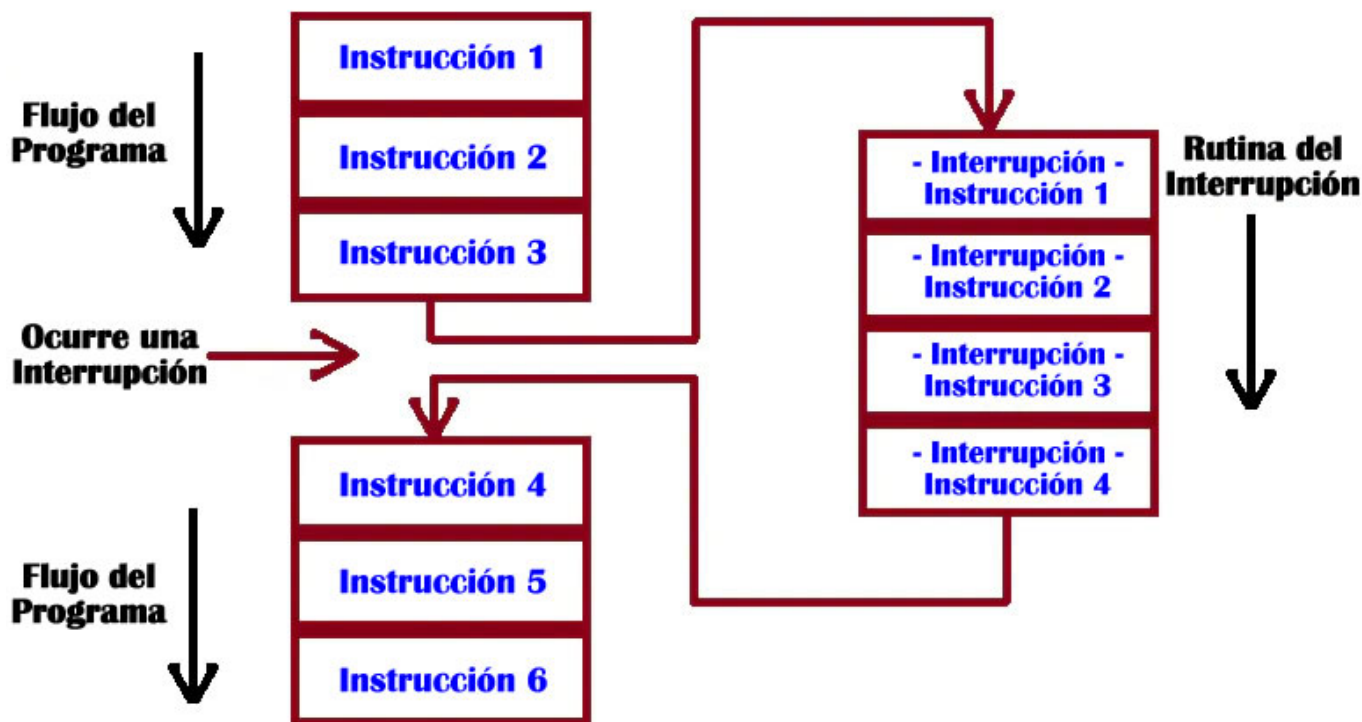 Flujo del
Programa
Instrucción 1
Instrucción 2
Instrucción 3
Ocurre una
Interrupción
- Interrupción -
Instrucción 1
- Interrupción -
Instrucción 2
- Interrupción -
Instrucción 3
- Interrupción -
Instrucción 4
Rutina del
Interrupción
Flujo del
Programa
Instrucción 4
Instrucción 5
Instrucción 6